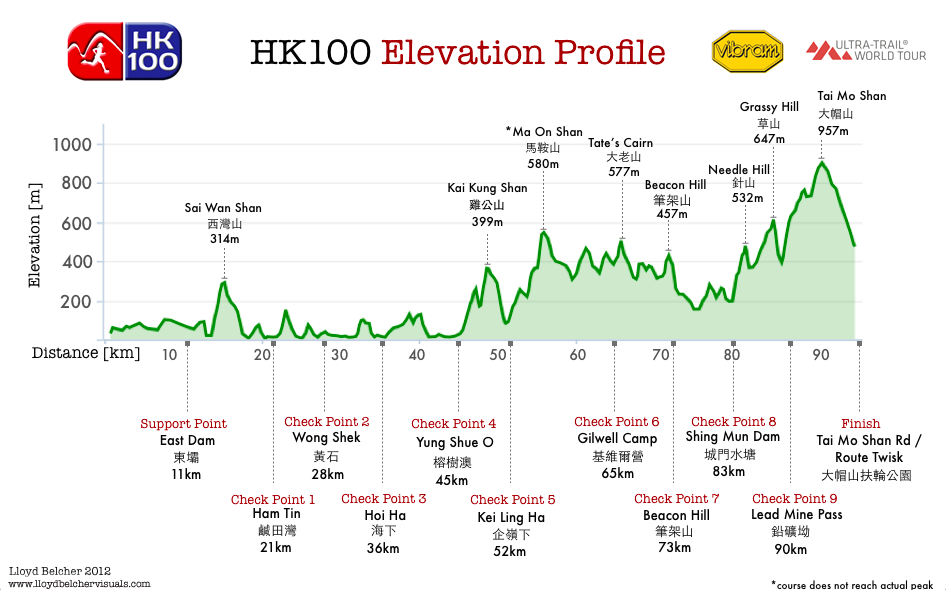 HK
100
HK100 Elevation Profile
vibram
ULTRA-TRAIL®
WORLD TOUR
Elevation [m]
1000
800
600
400
200
Sai Wan Shan
西灣山
314m
Kai Kung Shan
雞公山
399m
*Ma On Shan
馬鞍山
580m
Tate's Cairn
大老山
577m
Beacon Hill
筆架山
457m
Needle Hill
針山
532m
Grassy Hill
草山
647m
Tai Mo Shan
大帽山
957m
Distance [km]
10 20 30 40 50 60 70 80 90
Support Point
East Dam
東壩
11km
Check Point 1
Ham Tin
鹹田灣
21km
Check Point 2
Wong Shek
黃石
28km
Check Point 3
Hoi Ha
海下
36km
Check Point 4
Yung Shue O
榕樹澳
45km
Check Point 5
Kei Ling Ha
企嶺下
52km
Check Point 6
Gilwell Camp
基維爾營
65km
Check Point 7
Beacon Hill
筆架山
73km
Check Point 8
Shing Mun Dam
城門水塘
83km
Check Point 9
Lead Mine Pass
鉛礦坳
90km
Finish
Tai Mo Shan Rd /
Route Twisk
大帽山扶輪公園
Lloyd Belcher 2012
www.lloydbelchervisuals.com
*course does not reach actual peak